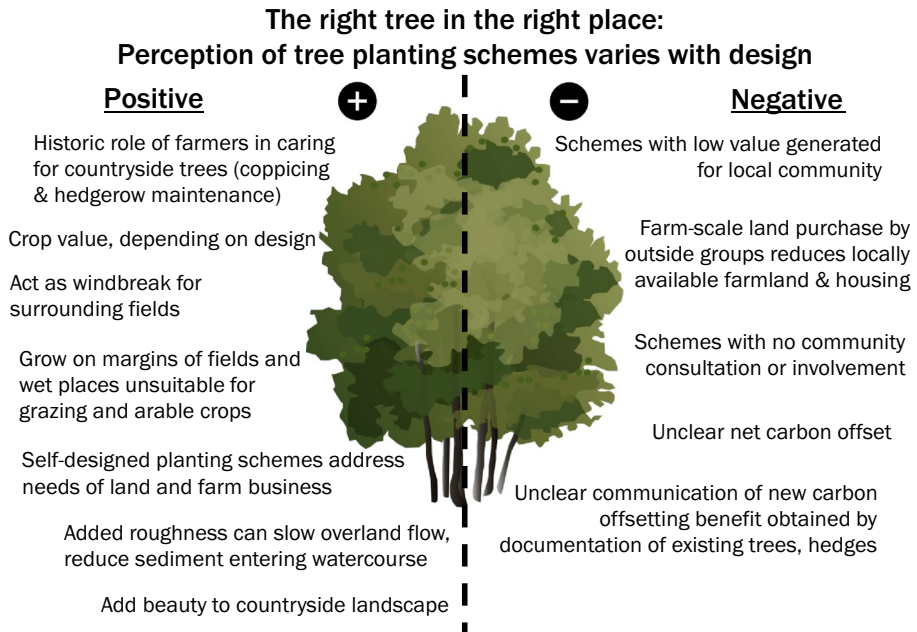 The right tree in the right place:
Perception of tree planting schemes varies with design
Positive
+
Historic role of farmers in caring
for countryside trees (coppicing
& hedgerow maintenance)
Crop value, depending on design
Act as windbreak for
surrounding fields
Grow on margins of fields and
wet places unsuitable for
grazing and arable crops
Self-designed planting schemes address
needs of land and farm business
Added roughness can slow overland flow,
reduce sediment entering watercourse
Add beauty to countryside landscape
−
Negative
Schemes with low value generated
for local community
Farm-scale land purchase by
outside groups reduces locally
available farmland & housing
Schemes with no community
consultation or involvement
Unclear net carbon offset
Unclear communication of new carbon
offsetting benefit obtained by
documentation of existing trees, hedges